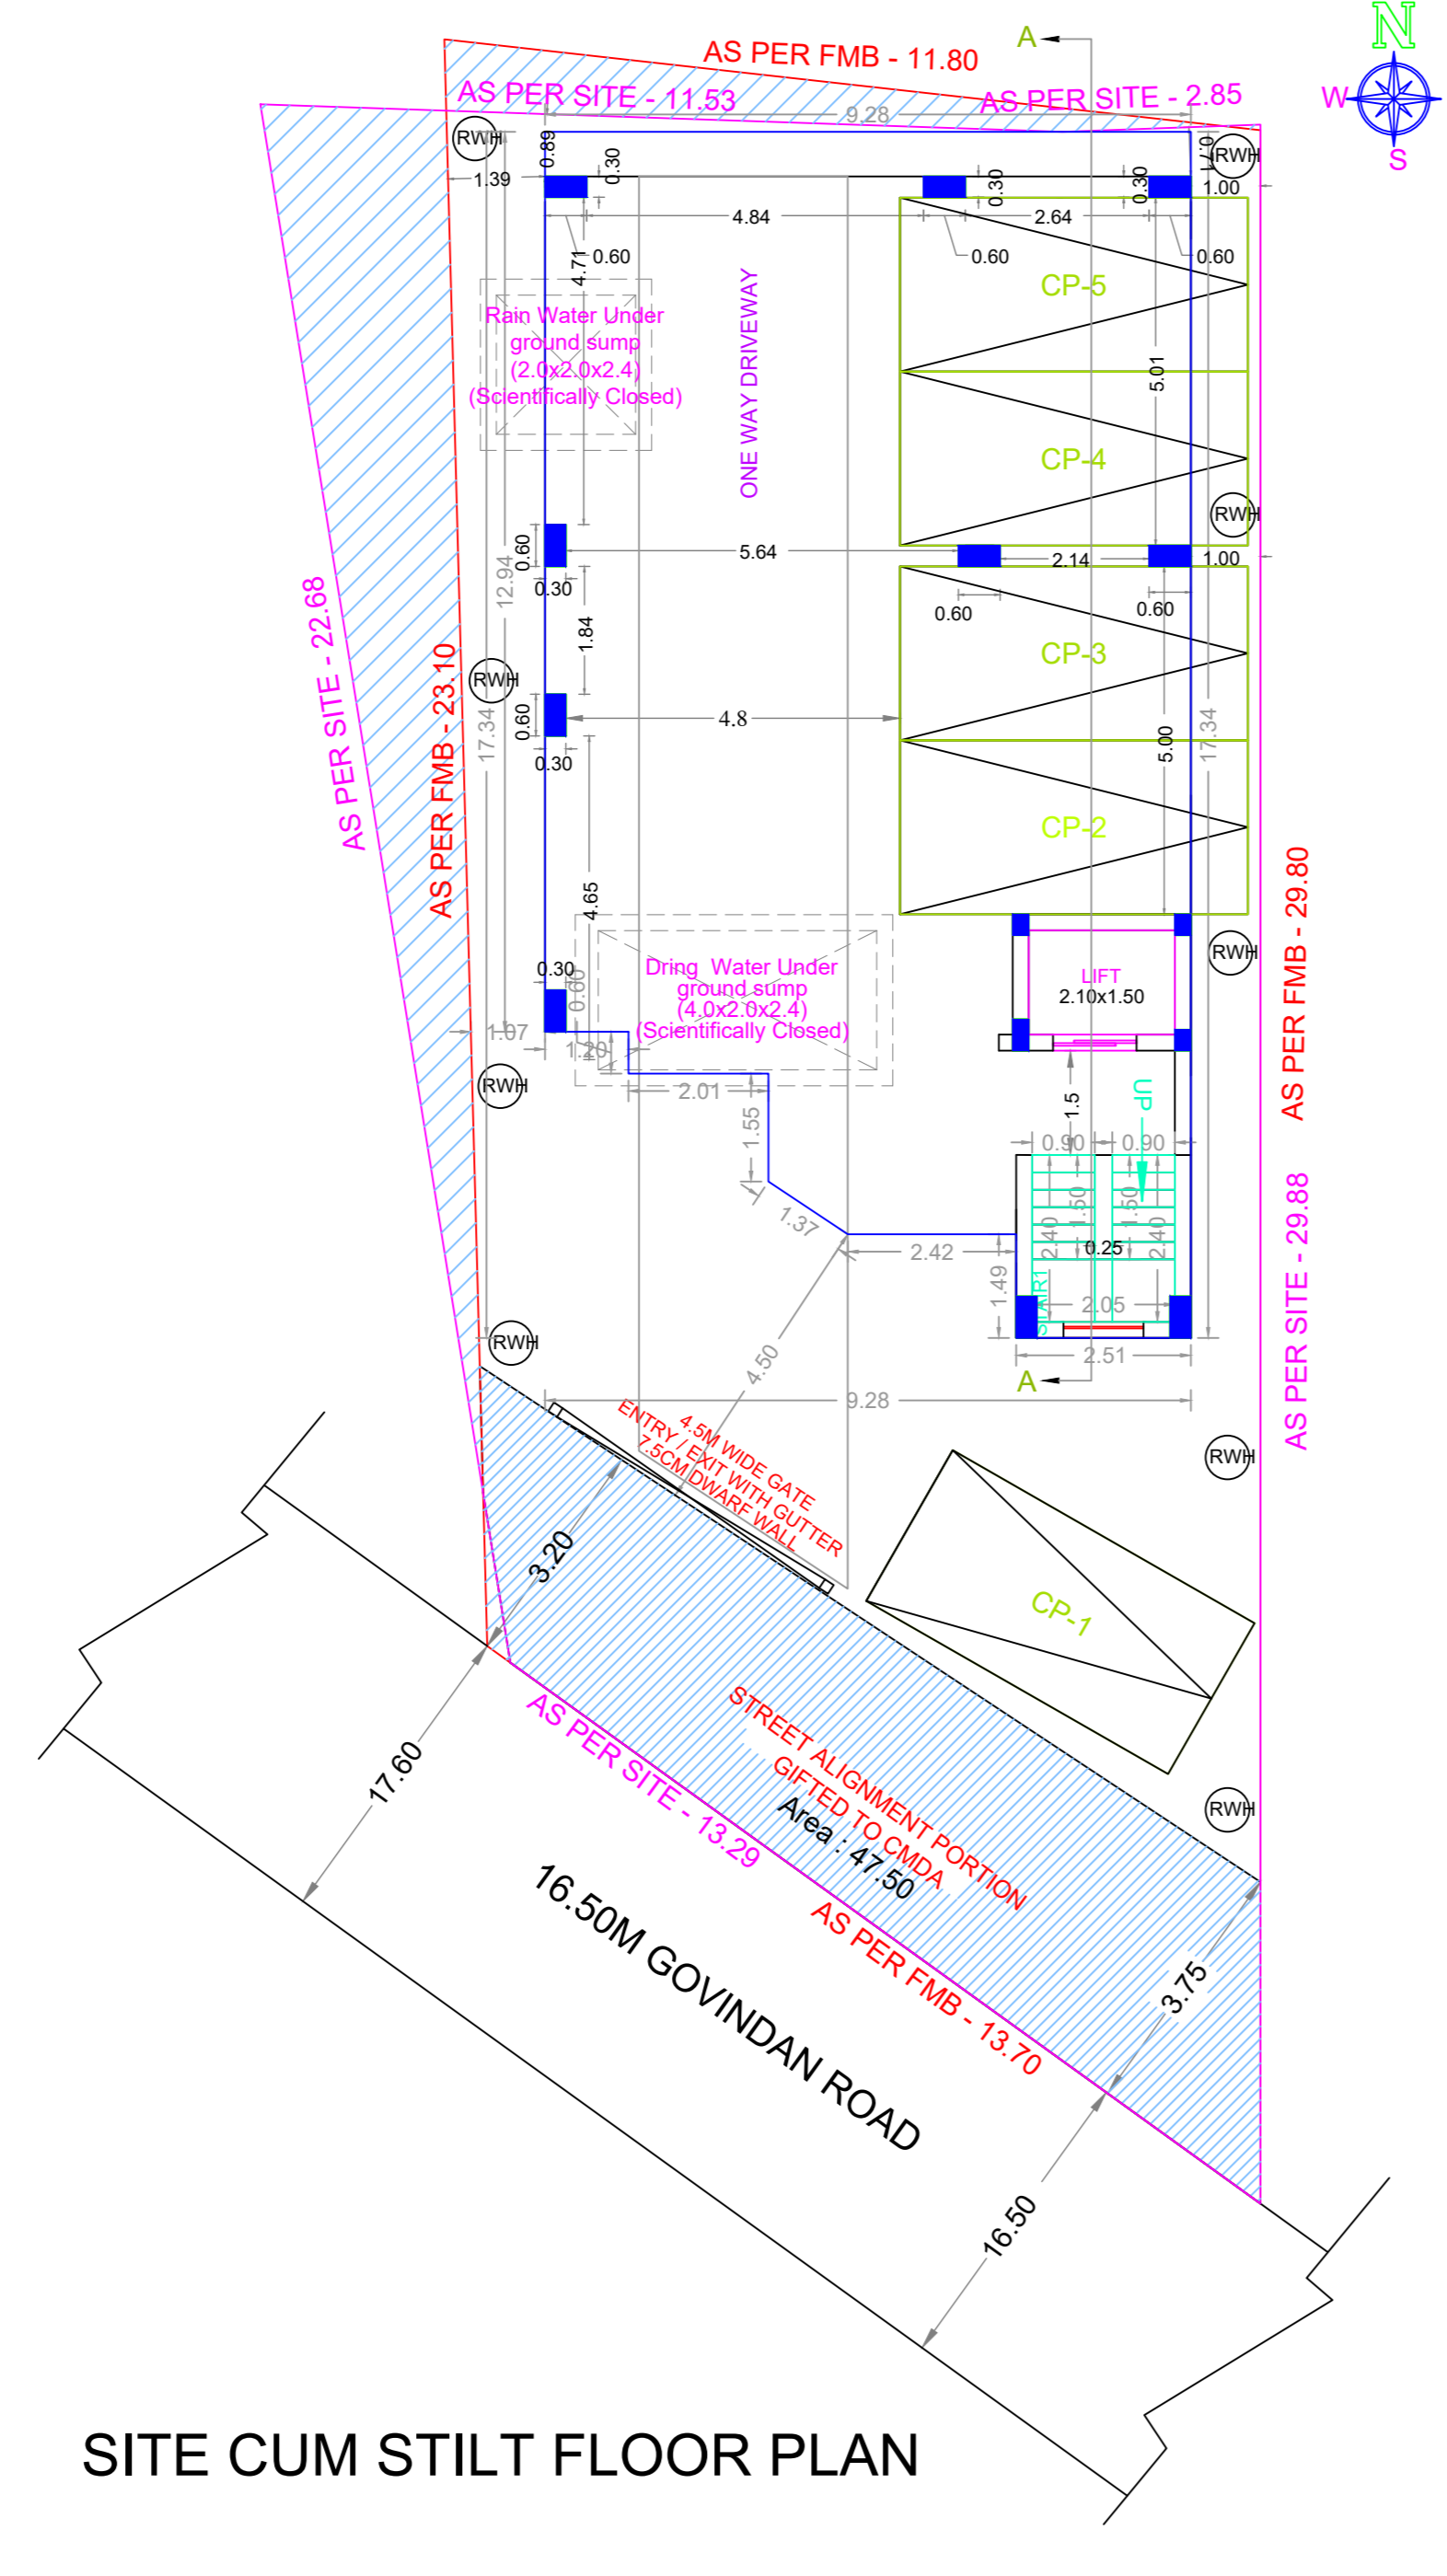 N
W
S
A
AS PER FMB - 11.80
AS PER SITE - 11.53
AS PER SITE - 2.85
9.28
RWH
RWH
0.89
0.30
0.30
0.30
1.39
1.00
4.84
2.64
0.60
0.60
0.60
4.71
CP-5
Rain Water Under
ground sump
(2.0x2.0x2.4)
(Scientifically Closed)
ONE WAY DRIVEWAY
5.01
CP-4
RWH
0.60
5.64
2.14
1.00
12.94
0.30
0.60
0.60
AS PER SITE - 22.68
1.84
CP-3
RWH
AS PER FMB - 23.10
17.34
0.60
4.8
5.00
17.34
0.30
CP-2
4.65
AS PER FMB - 29.80
RWH
0.30
0.60
Dring Water Under
ground sump
(4.0x2.0x2.4)
(Scientifically Closed)
LIFT
2.10x1.50
1.07
1.20
RWH
2.01
1.5
UP
1.55
0.90
0.90
1.50
1.50
2.40
2.40
1.37
2.42
0.25
1.49
STAIR1
2.05
AS PER SITE - 29.88
RWH
2.51
4.50
A
9.28
4.5M WIDE GATE
ENTRY / EXIT WITH GUTTER
7.5CM DWARF WALL
RWH
3.20
CP-1
STREET ALIGNMENT PORTION
GIFTED TO CMDA
Area : 47.50
RWH
17.60
AS PER SITE - 13.29
AS PER FMB - 13.70
3.75
16.50M GOVINDAN ROAD
16.50
SITE CUM STILT FLOOR PLAN